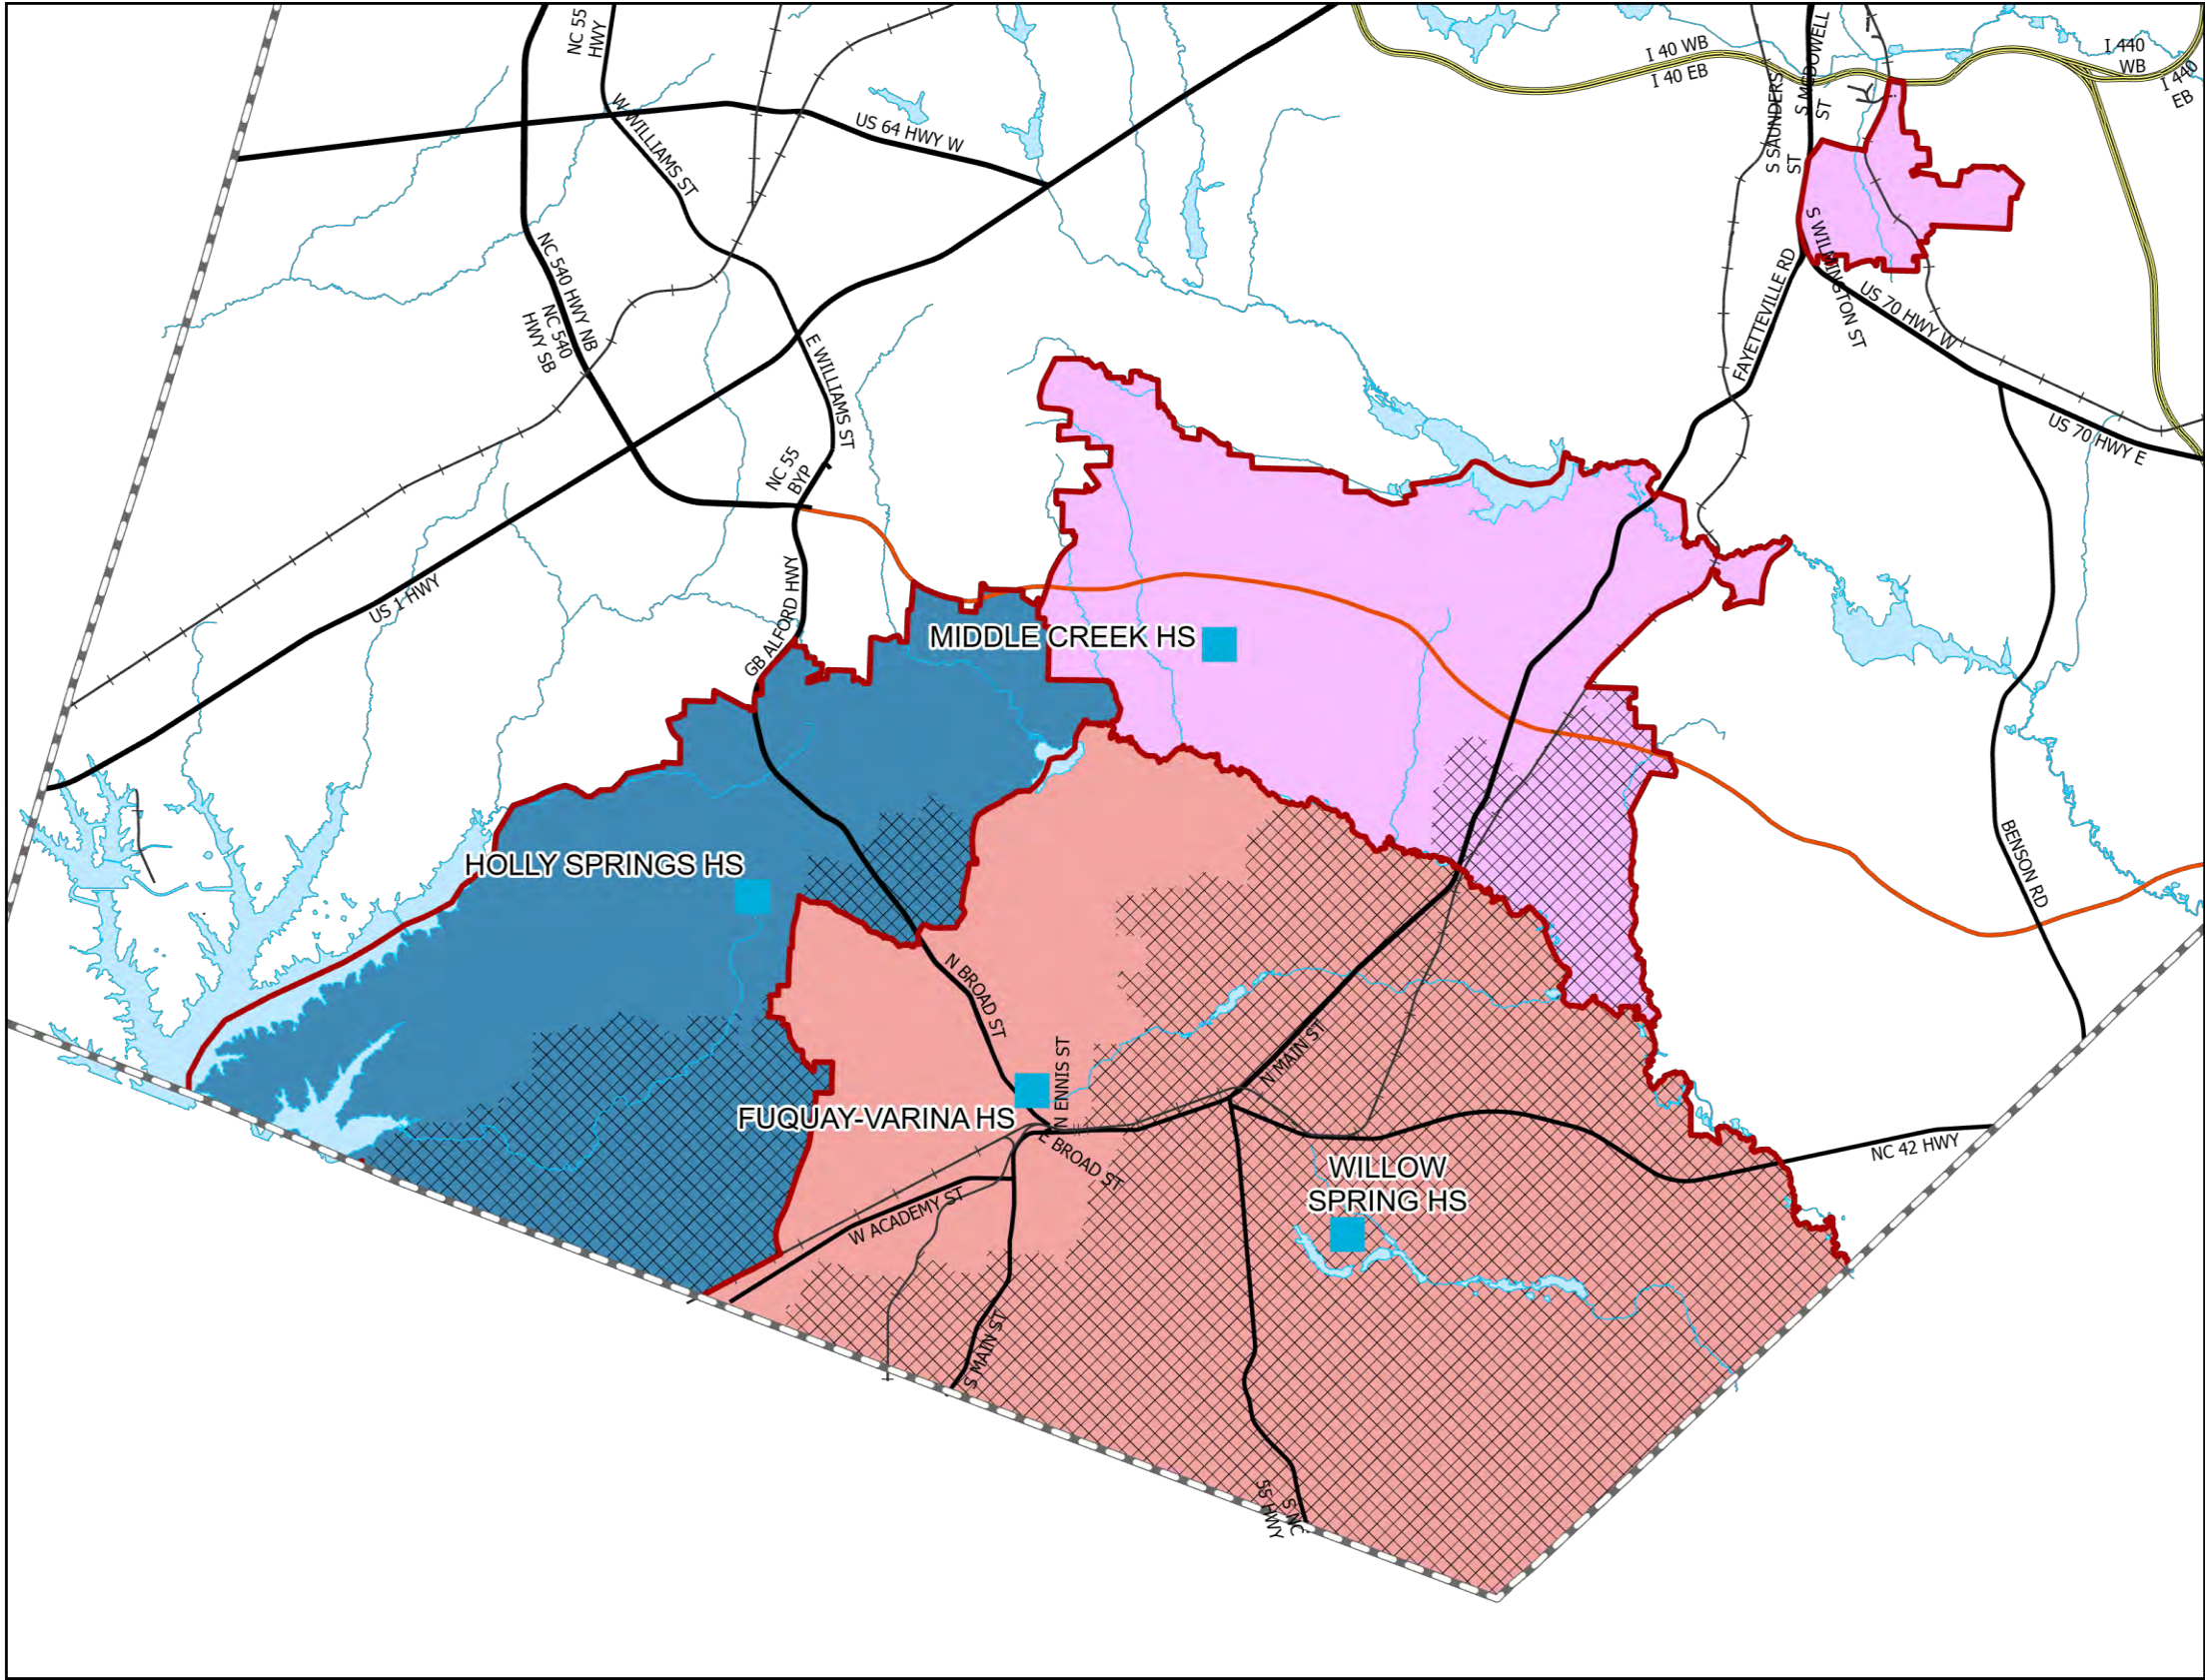 NC 55
HWY
I 40 WB
I 40 EB
S SAUNDERS
ST
S MCDOWELL
ST
I 440
WB
I 440
EB
W WILLIAMS ST
US 64 HWY W
NC 540 HWY NB
NC 540
HWY SB
E WILLIAMS ST
S WILMINGTON ST
FAYETTEVILLE RD
US 70 HWY W
US 70 HWY E
NC 55
BYP
US 1 HWY
GB ALFORD HWY
MIDDLE CREEK HS
HOLLY SPRINGS HS
BENSON RD
N BROAD ST
N ENNIS ST
N MAIN ST
FUQUAY-VARINA HS
E BROAD ST
NC 42 HWY
WILLOW
SPRING HS
W ACADEMY ST
S MAIN ST
S NC
55 HWY